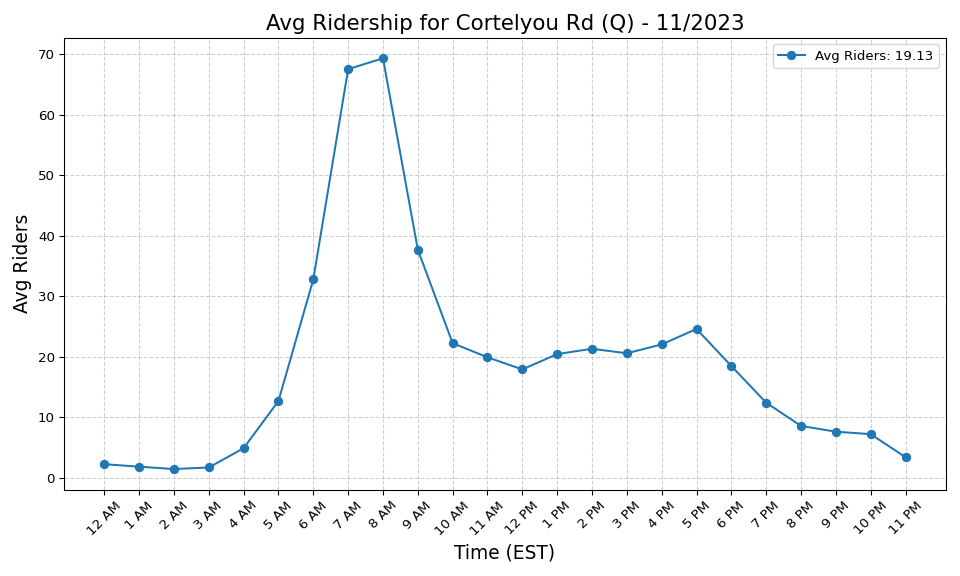 Avg Ridership for Cortelyou Rd (Q) - 11/2023
Avg Riders: 19.13
Avg Riders
70
60
50
40
30
20
10
0
12 AM
1 AM
2 AM
3 AM
4 AM
5 AM
6 AM
7 AM
8 AM
9 AM
10 AM
11 AM
12 PM
1 PM
2 PM
3 PM
4 PM
5 PM
6 PM
7 PM
8 PM
9 PM
10 PM
11 PM
Time (EST)